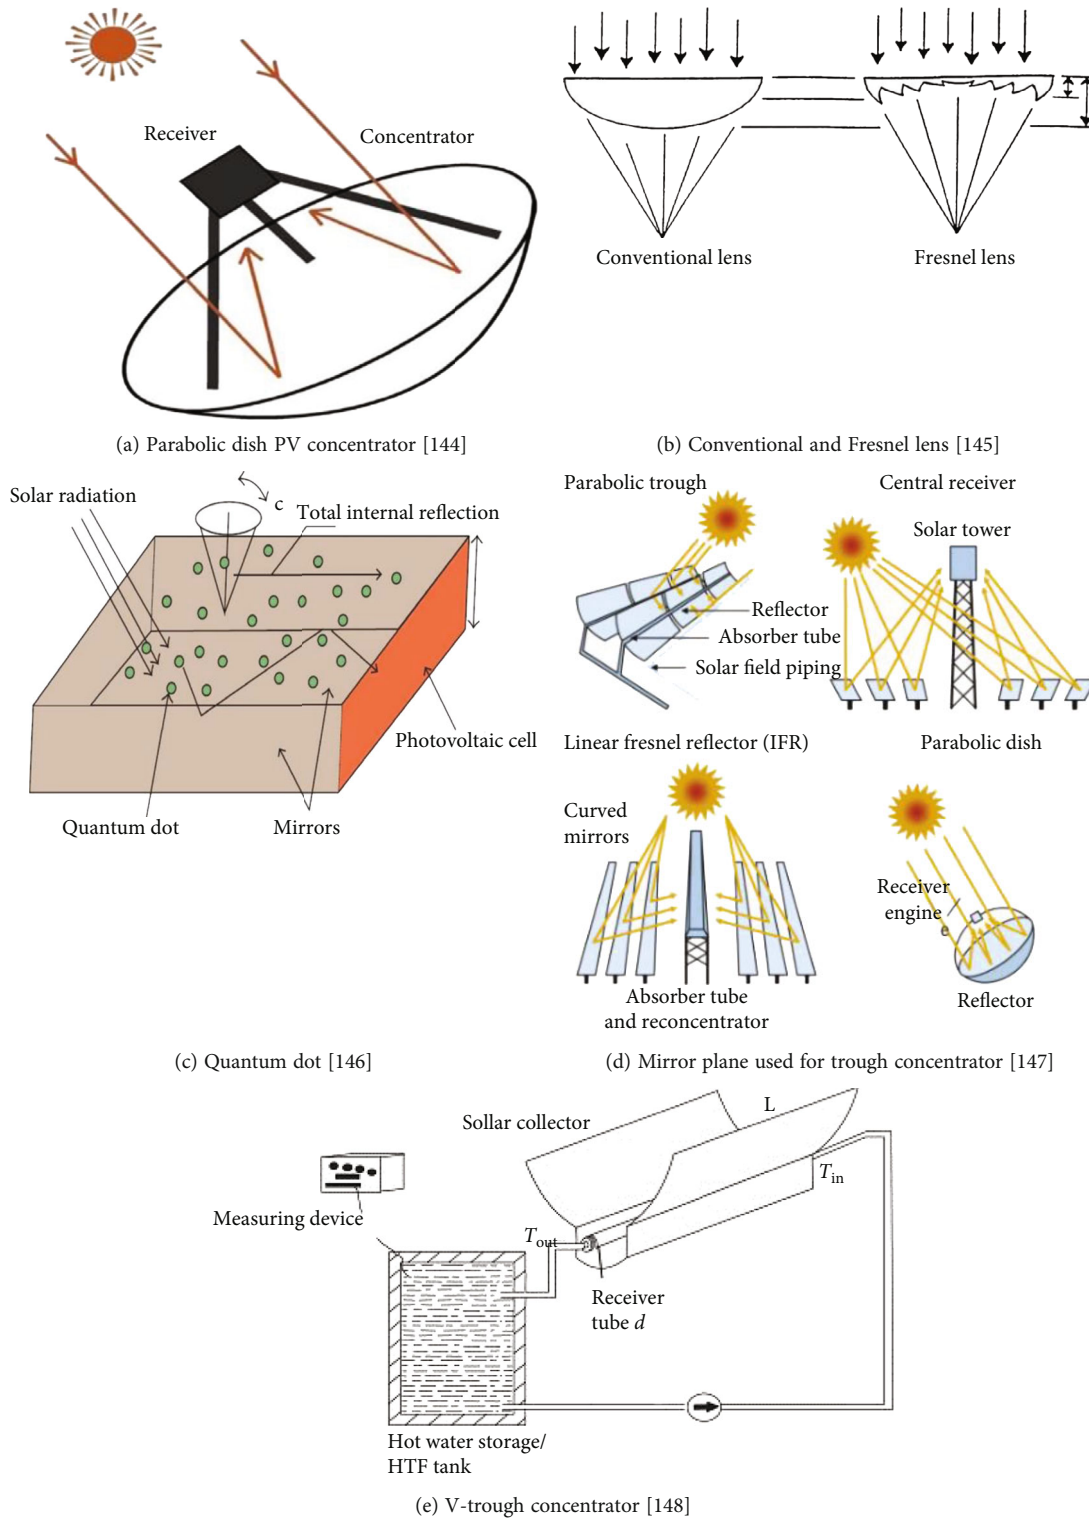 Receiver
Concentrator
(a) Parabolic dish PV concentrator [144]
Conventional lens
Fresnel lens
(b) Conventional and Fresnel lens [145]
Solar radiation
c
Total internal reflection
Photovoltaic cell
Quantum dot
Mirrors
(c) Quantum dot [146]
Parabolic trough
Reflector
Absorber tube
Solar field piping
Central receiver
Solar tower
Linear fresnel reflector (IFR)
Curved
mirrors
Absorber tube
and reconcentrator
Parabolic dish
Receiver
engine
e
Reflector
(d) Mirror plane used for trough concentrator [147]
Sollar collector
L
T_in
Measuring device
T_out
Receiver
tube d
Hot water storage/
HTF tank
(e) V-trough concentrator [148]